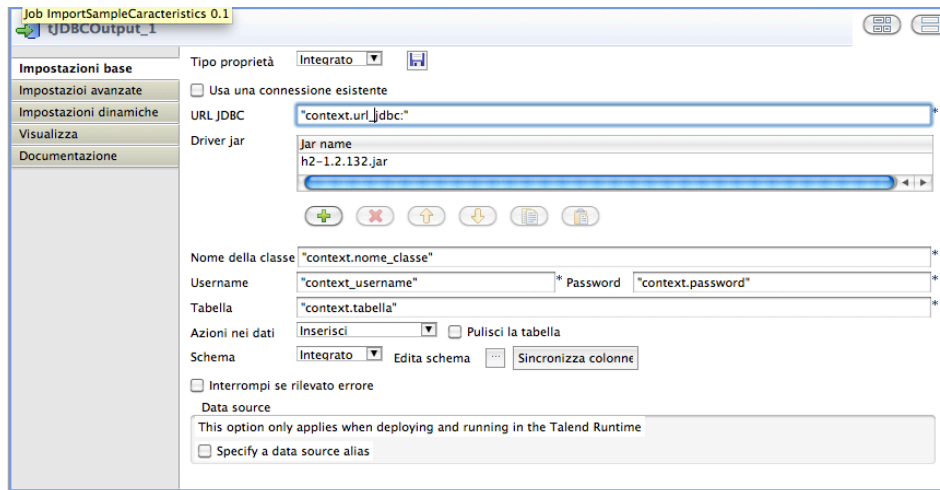 Job ImportSampleCaracteristics 0.1
tJDBCOutput_1
Impostazioni base
Impostazioi avanzate
Impostazioni dinamiche
Visualizza
Documentazione
Tipo proprietà Integrato
Usa una connessione esistente
URL JDBC "context.url_jdbc:" *
Driver jar
Jar name
h2-1.2.132.jar
Nome della classe "context.nome_classe" *
Username "context_username" * Password "context.password" *
Tabella "context.tabella" *
Azioni nei dati Inserisci Pulisci la tabella
Schema Integrato Edita schema ... Sincronizza colonne
Interrompi se rilevato errore
Data source
This option only applies when deploying and running in the Talend Runtime
Specify a data source alias